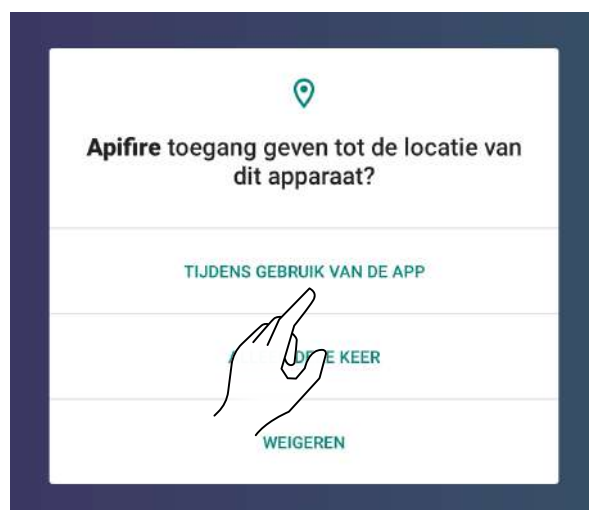 Apifire toegang geven tot de locatie van
dit apparaat?
TIJDENS GEBRUIK VAN DE APP
KEER
WEIGEREN